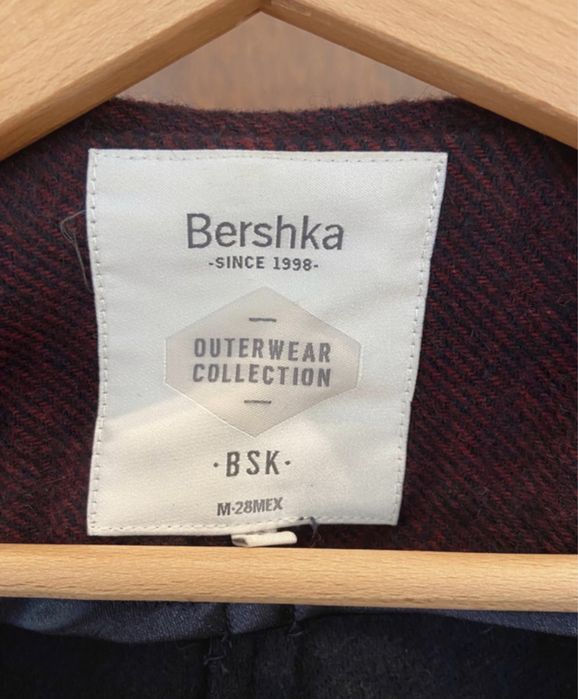 Bershka
-SINCE 1998-
OUTERWEAR
COLLECTION
·BSK·
M-28MEX